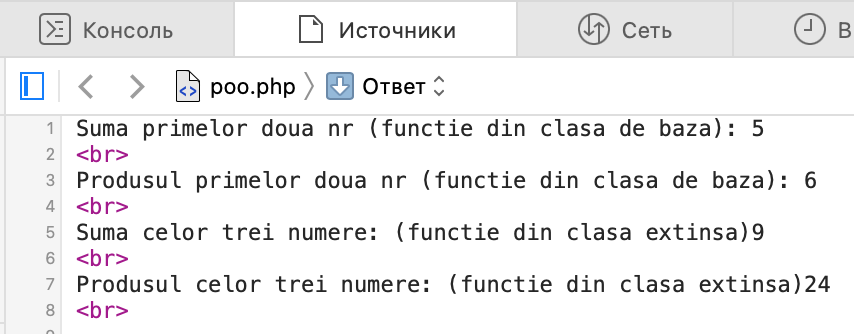 Консоль Источники Сеть В
poo.php Ответ
1 Suma primelor doua nr (functie din clasa de baza): 5
2 <br>
3 Produsul primelor doua nr (functie din clasa de baza): 6
4 <br>
5 Suma celor trei numere: (functie din clasa extinsa)9
6 <br>
7 Produsul celor trei numere: (functie din clasa extinsa)24
8 <br>